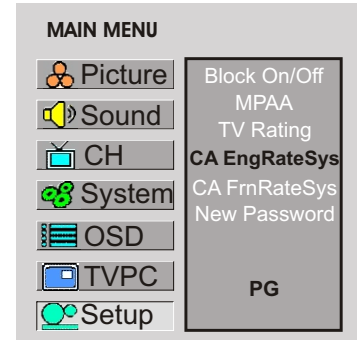 MAIN MENU
Picture
Sound
CH
System
OSD
TVPC
Setup
Block On/Off
MPAA
TV Rating
CA EngRateSys
CA FrnRateSys
New Password
PG